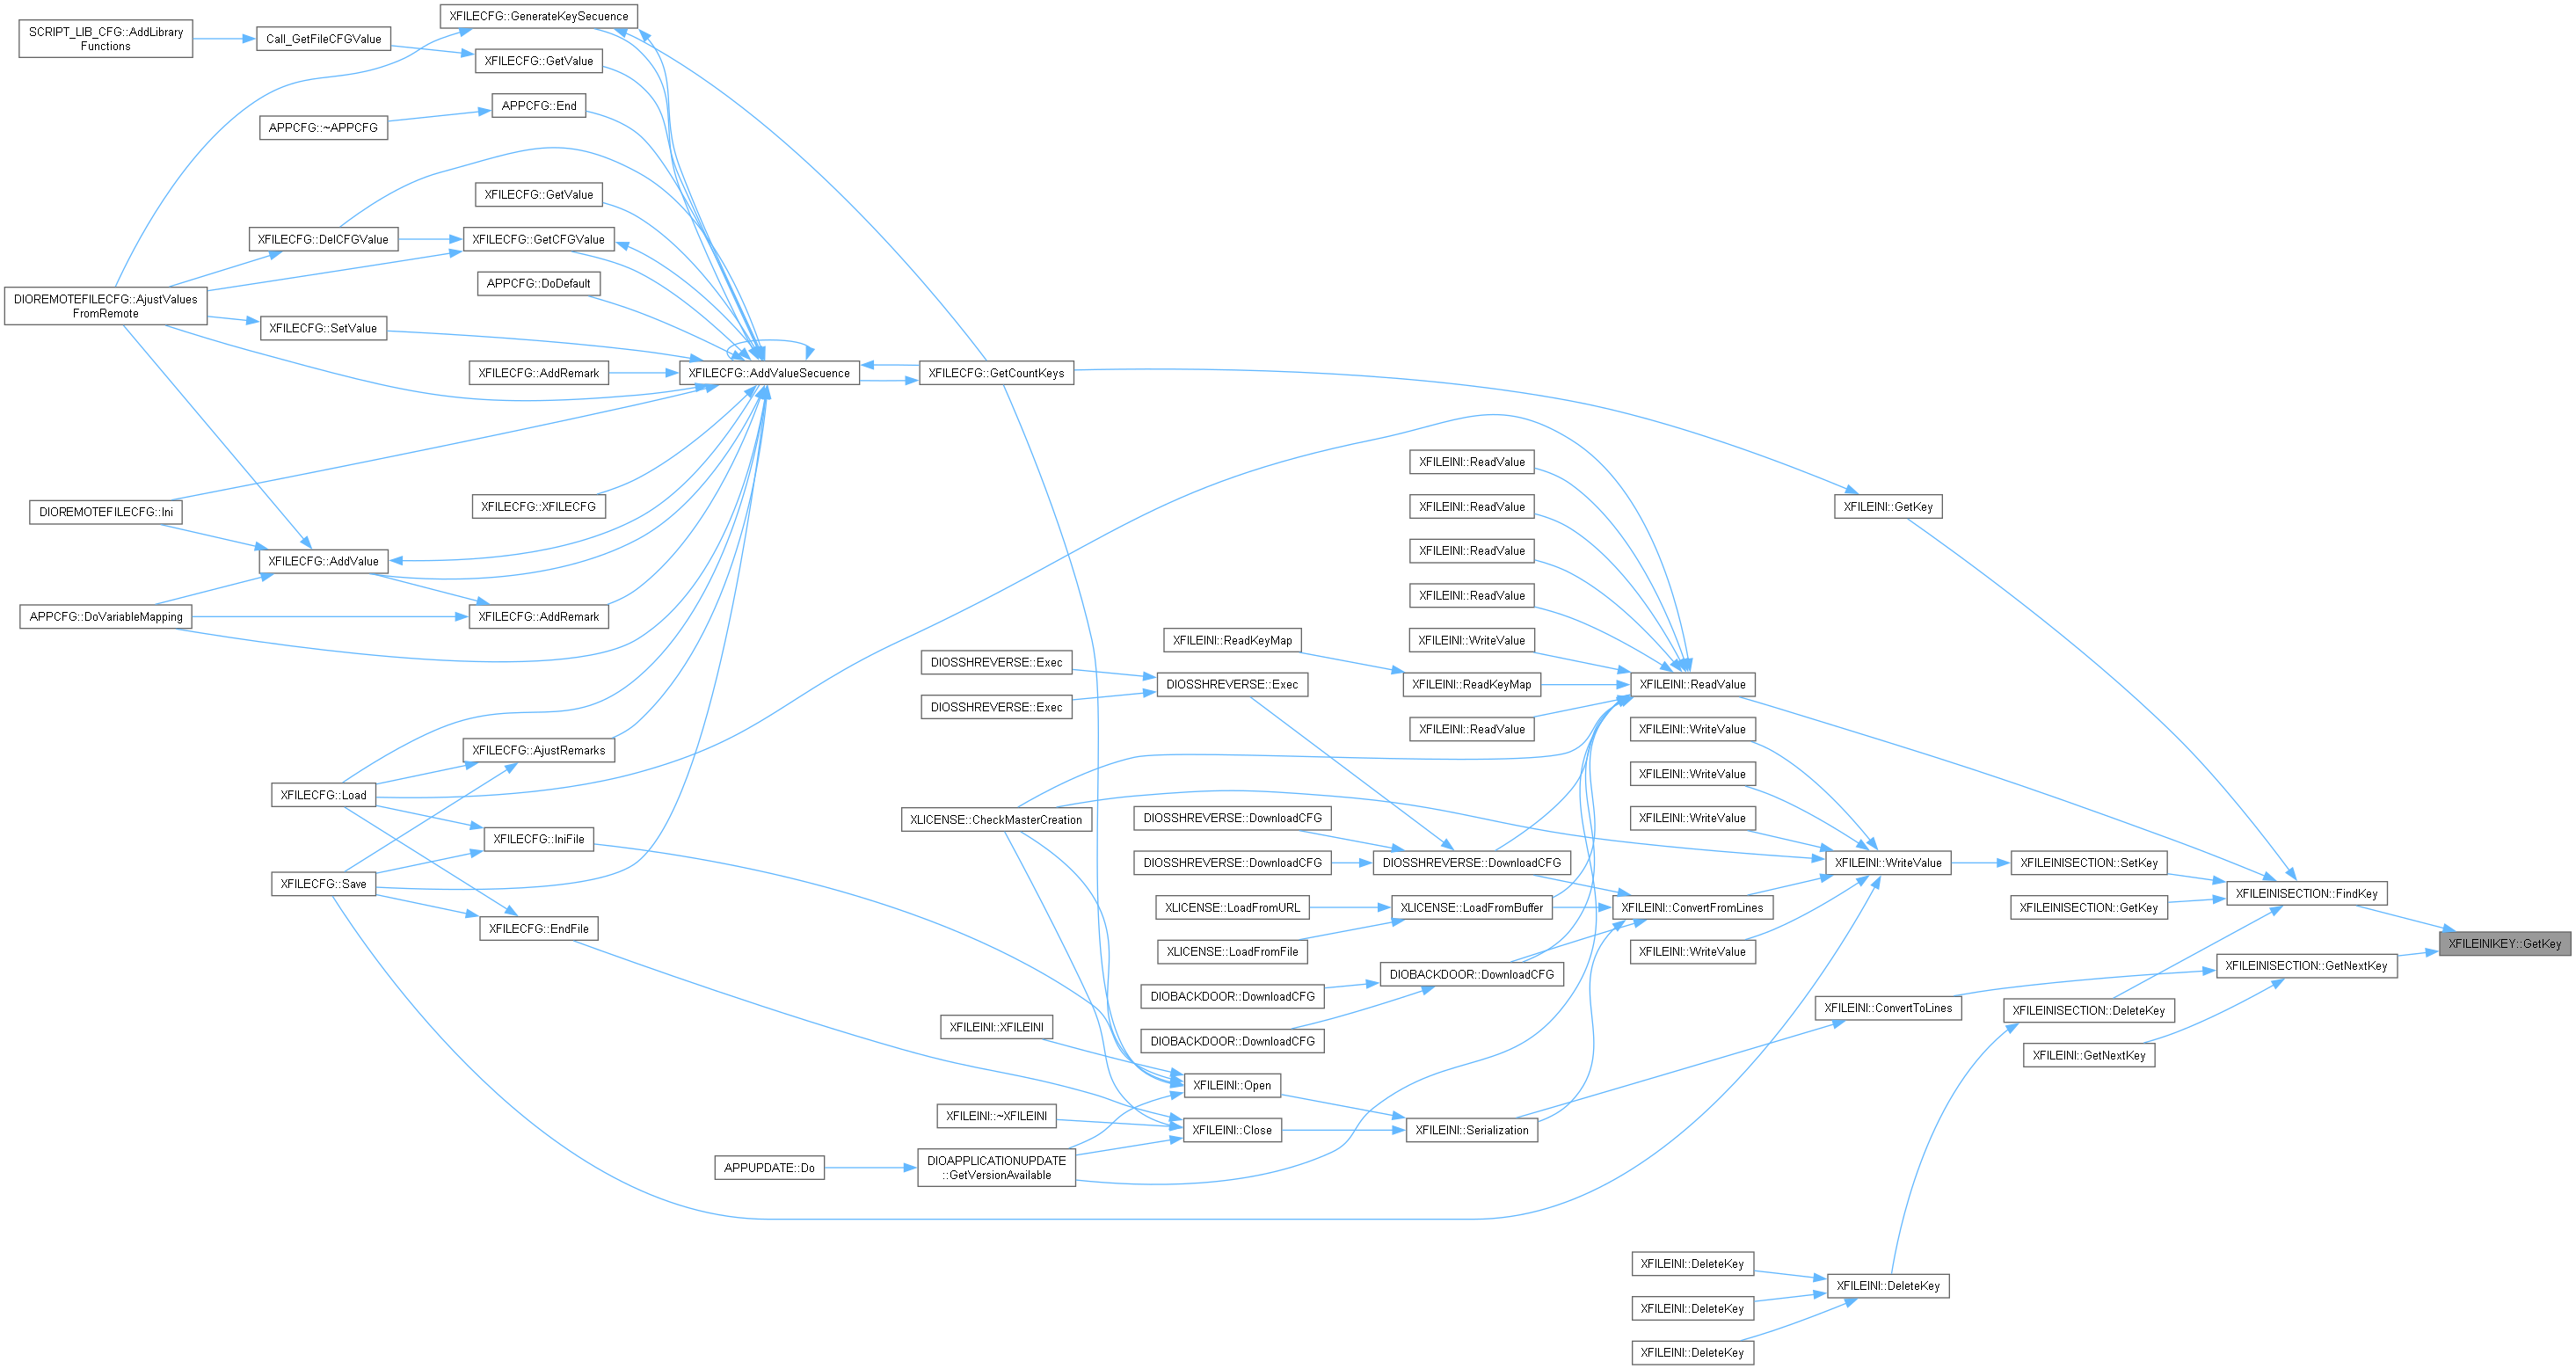 XFILECFG::GenerateKeySecuence
SCRIPT_LIB_CFG::AddLibrary
Functions
Call_GetFileCFGValue
XFILECFG::GetValue
APPCFG::End
APPCFG::~APPCFG
XFILECFG::GetValue
XFILECFG::DelCFGValue
XFILECFG::GetCFGValue
APPCFG::DoDefault
DIOREMOTEFILECFG::AjustValues
FromRemote
XFILECFG::SetValue
XFILECFG::AddRemark
XFILECFG::AddValueSecuence
XFILECFG::GetCountKeys
XFILEINI::ReadValue
XFILECFG::XFILECFG
XFILEINI::ReadValue
XFILEINI::GetKey
DIOREMOTEFILECFG::Ini
XFILEINI::ReadValue
XFILECFG::AddValue
XFILEINI::ReadValue
APPCFG::DoVariableMapping
XFILECFG::AddRemark
XFILEINI::ReadKeyMap
XFILEINI::WriteValue
DIOSSHREVERSE::Exec
DIOSSHREVERSE::Exec
XFILEINI::ReadKeyMap
XFILEINI::ReadValue
DIOSSHREVERSE::Exec
XFILEINI::ReadValue
XFILEINI::WriteValue
XFILECFG::AjustRemarks
XFILEINI::WriteValue
XFILECFG::Load
XLICENSE::CheckMasterCreation
DIOSSHREVERSE::DownloadCFG
XFILEINI::WriteValue
XFILECFG::IniFile
DIOSSHREVERSE::DownloadCFG
DIOSSHREVERSE::DownloadCFG
XFILEINI::WriteValue
XFILEINISECTION::SetKey
XFILECFG::Save
XFILEINISECTION::FindKey
XLICENSE::LoadFromURL
XLICENSE::LoadFromBuffer
XFILEINI::ConvertFromLines
XFILEINISECTION::GetKey
XFILECFG::EndFile
XFILEINIKEY::GetKey
XLICENSE::LoadFromFile
XFILEINI::WriteValue
XFILEINISECTION::GetNextKey
DIOBACKDOOR::DownloadCFG
DIOBACKDOOR::DownloadCFG
XFILEINI::ConvertToLines
XFILEINISECTION::DeleteKey
XFILEINI::XFILEINI
DIOBACKDOOR::DownloadCFG
XFILEINI::GetNextKey
XFILEINI::Open
XFILEINI::~XFILEINI
XFILEINI::Close
XFILEINI::Serialization
APPUPDATE::Do
DIOAPPLICATIONUPDATE
::GetVersionAvailable
XFILEINI::DeleteKey
XFILEINI::DeleteKey
XFILEINI::DeleteKey
XFILEINI::DeleteKey